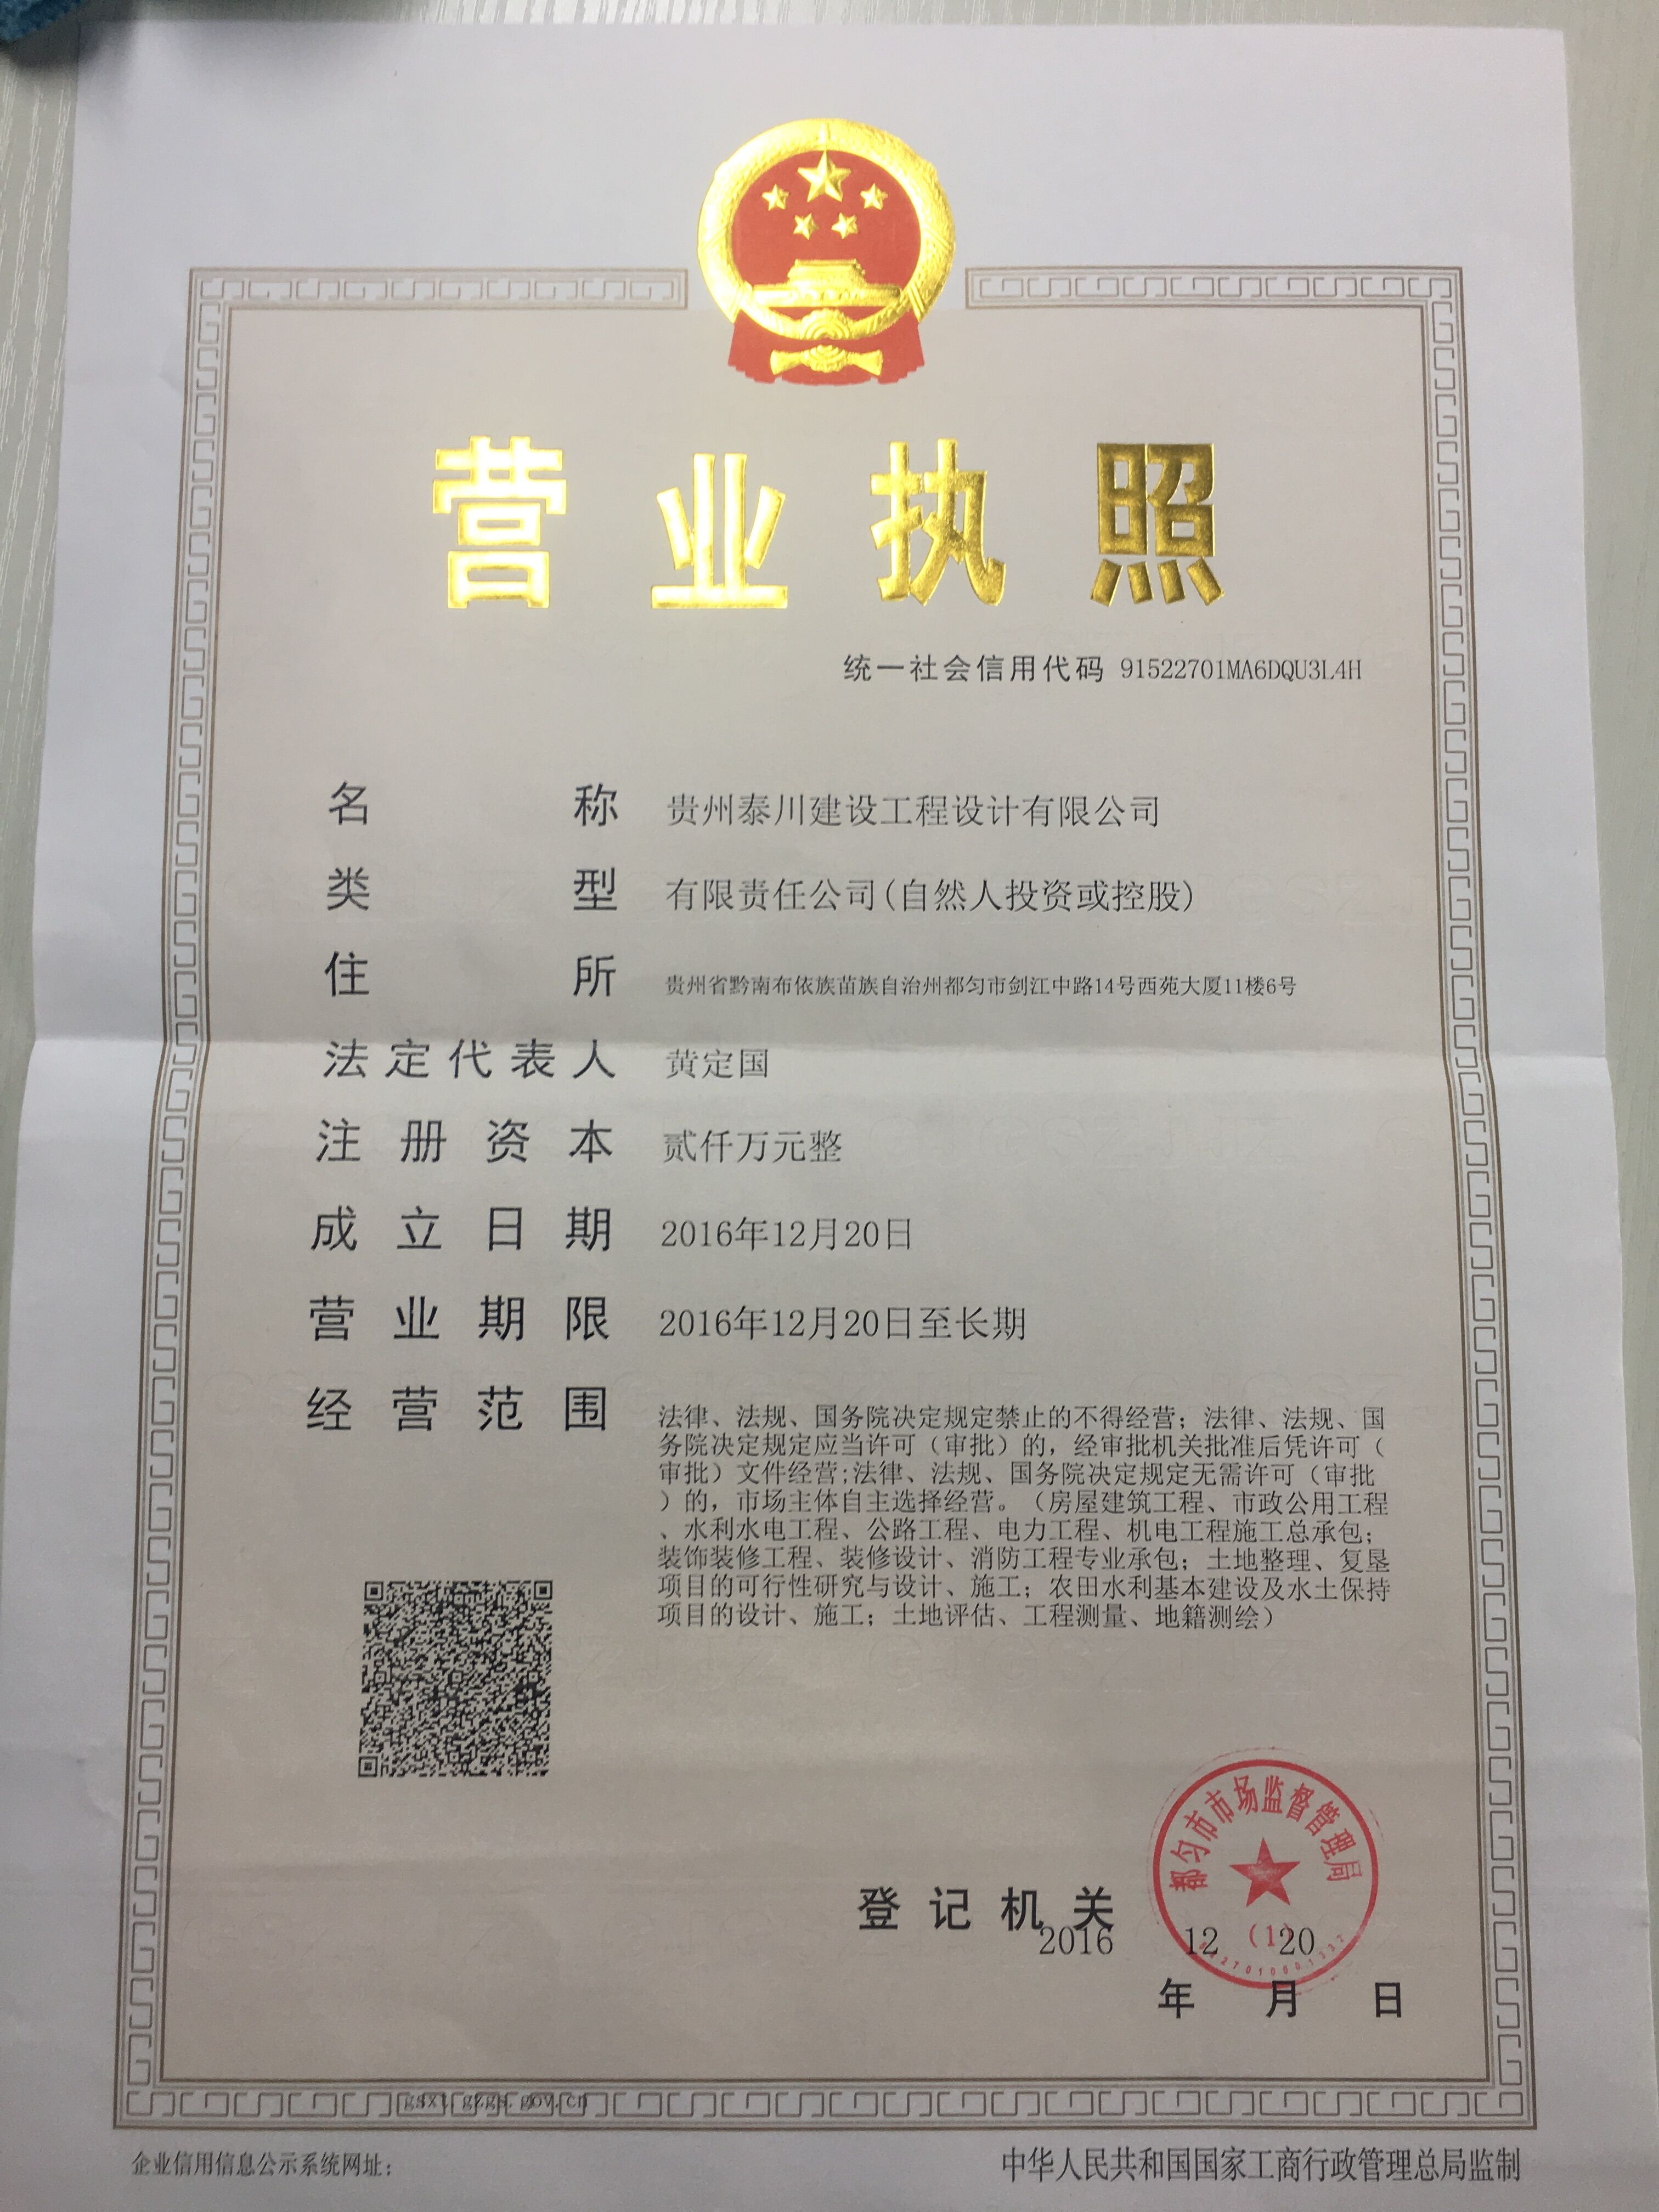 营业执照
统一社会信用代码 91522701MA6DQU3L4H
名称 贵州泰川建设工程设计有限公司
类型 有限责任公司(自然人投资或控股)
住所 贵州省黔南布依族苗族自治州都匀市剑江中路14号西苑大厦11楼6号
法定代表人 黄定国
注册资本 贰仟万元整
成立日期 2016年12月20日
营业期限 2016年12月20日至长期
经营范围 法律、法规、国务院决定规定禁止的不得经营；法律、法规、国
务院决定规定应当许可（审批）的，经审批机关批准后凭许可（
审批）文件经营;法律、法规、国务院决定规定无需许可（审批
）的，市场主体自主选择经营。（房屋建筑工程、市政公用工程
、水利水电工程、公路工程、电力工程、机电工程施工总承包；
装饰装修工程、装修设计、消防工程专业承包；土地整理、复垦
项目的可行性研究与设计、施工；农田水利基本建设及水土保持
项目的设计、施工；土地评估、工程测量、地籍测绘）
都匀市市场监督管理局
登记机关
(1)
2016 12 20
年 月 日
gsxt.gzgs.gov.cn
企业信用信息公示系统网址：
中华人民共和国国家工商行政管理总局监制